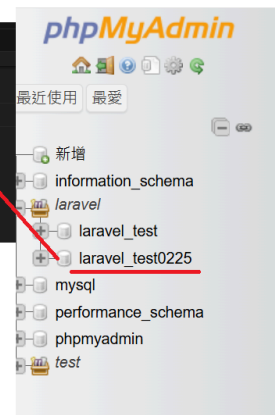 phpMyAdmin
最近使用 最愛
新增
information_schema
laravel
laravel_test
laravel_test0225
mysql
performance_schema
phpmyadmin
test